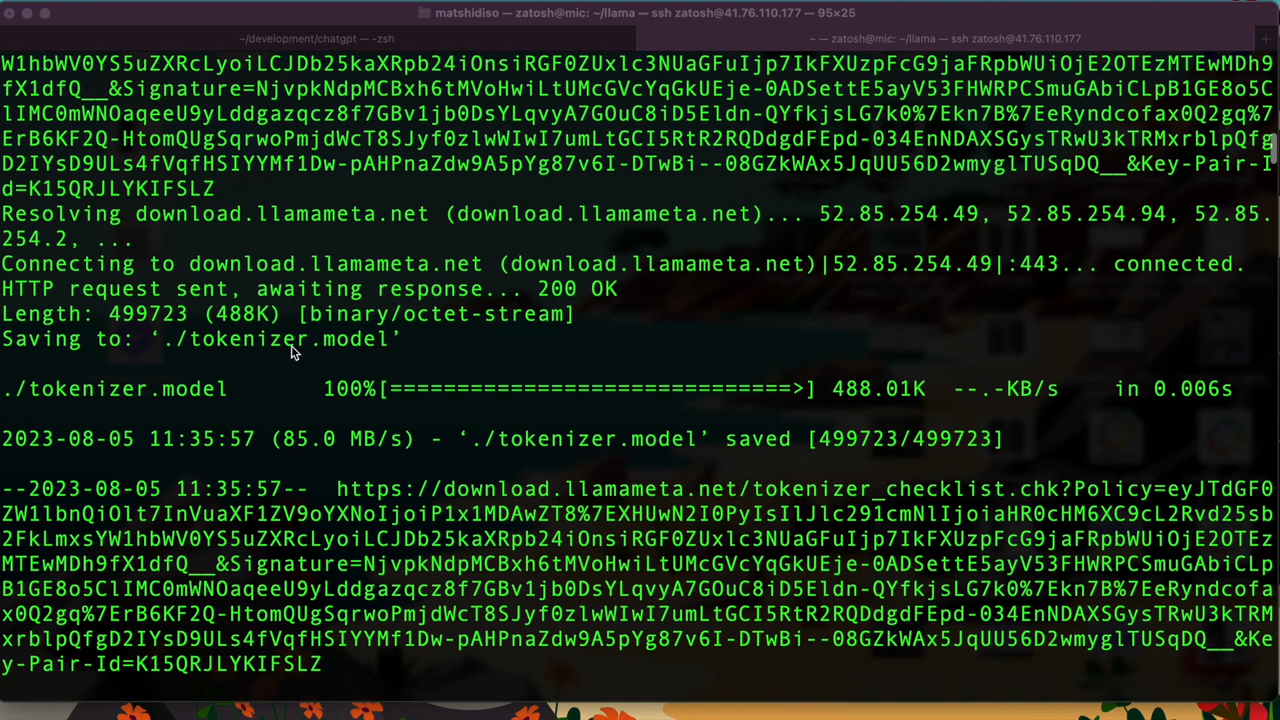 matshidiso — zatosh@mic: ~/llama — ssh zatosh@41.76.110.177 — 95×25
~/development/chatgpt — -zsh
~ — zatosh@mic: ~/llama — ssh zatosh@41.76.110.177
W1hbWV0YS5uZXRcLyoiLCJDb25kaXRpb24iOnsiRGF0ZUxlc3NUaGFuIjp7IkFXUzpFcG9jaFRpbWUiOjE2OTEzMTEwMDh9
fX1dfQ__&Signature=NjvpkNdpMCBxh6tMVoHwiLtUMcGVcYqGkUEje-0ADSettE5ayV53FHWRPCSmuGAbiCLpB1GE8o5C
lIMC0mWNOaqeeU9yLddgazqcz8f7GBv1jb0DsYLqvyA7GOuC8iD5Eldn-QYfkjsLG7k0%7Ekn7B%7EeRyndcofax0Q2gq%7
ErB6KF2Q-HtomQUgSqrwoPmjdWcT8SJyf0zlwWIwI7umLtGCI5RtR2RQDdgdFEpd-034EnNDAXSGysTRwU3kTRMxrblpQfg
D2IYsD9ULs4fVqfHSIYYMf1Dw-pAHPnaZdw9A5pYg87v6I-DTwBi--08GZkWAx5JqUU56D2wmyglTUSqDQ__&Key-Pair-I
d=K15QRJLYKIFSLZ
Resolving download.llamameta.net (download.llamameta.net)... 52.85.254.49, 52.85.254.94, 52.85.
254.2, ...
Connecting to download.llamameta.net (download.llamameta.net)|52.85.254.49|:443... connected.
HTTP request sent, awaiting response... 200 OK
Length: 499723 (488K) [binary/octet-stream]
Saving to: ‘./tokenizer.model’
./tokenizer.model 100%[==============================>] 488.01K --.-KB/s in 0.006s
2023-08-05 11:35:57 (85.0 MB/s) - ‘./tokenizer.model’ saved [499723/499723]
--2023-08-05 11:35:57-- https://download.llamameta.net/tokenizer_checklist.chk?Policy=eyJTdGF0
ZW1lbnQiOlt7InVuaXF1ZV9oYXNoIjoiP1x1MDAwZT8%7EXHUwN2I0PyIsIlJlc291cmNlIjoiaHR0cHM6XC9cL2Rvd25sb
2FkLmxsYW1hbWV0YS5uZXRcLyoiLCJDb25kaXRpb24iOnsiRGF0ZUxlc3NUaGFuIjp7IkFXUzpFcG9jaFRpbWUiOjE2OTEz
MTEwMDh9fX1dfQ__&Signature=NjvpkNdpMCBxh6tMVoHwiLtUMcGVcYqGkUEje-0ADSettE5ayV53FHWRPCSmuGAbiCLp
B1GE8o5ClIMC0mWNOaqeeU9yLddgazqcz8f7GBv1jb0DsYLqvyA7GOuC8iD5Eldn-QYfkjsLG7k0%7Ekn7B%7EeRyndcofa
x0Q2gq%7ErB6KF2Q-HtomQUgSqrwoPmjdWcT8SJyf0zlwWIwI7umLtGCI5RtR2RQDdgdFEpd-034EnNDAXSGysTRwU3kTRM
xrblpQfgD2IYsD9ULs4fVqfHSIYYMf1Dw-pAHPnaZdw9A5pYg87v6I-DTwBi--08GZkWAx5JqUU56D2wmyglTUSqDQ__&Ke
y-Pair-Id=K15QRJLYKIFSLZ